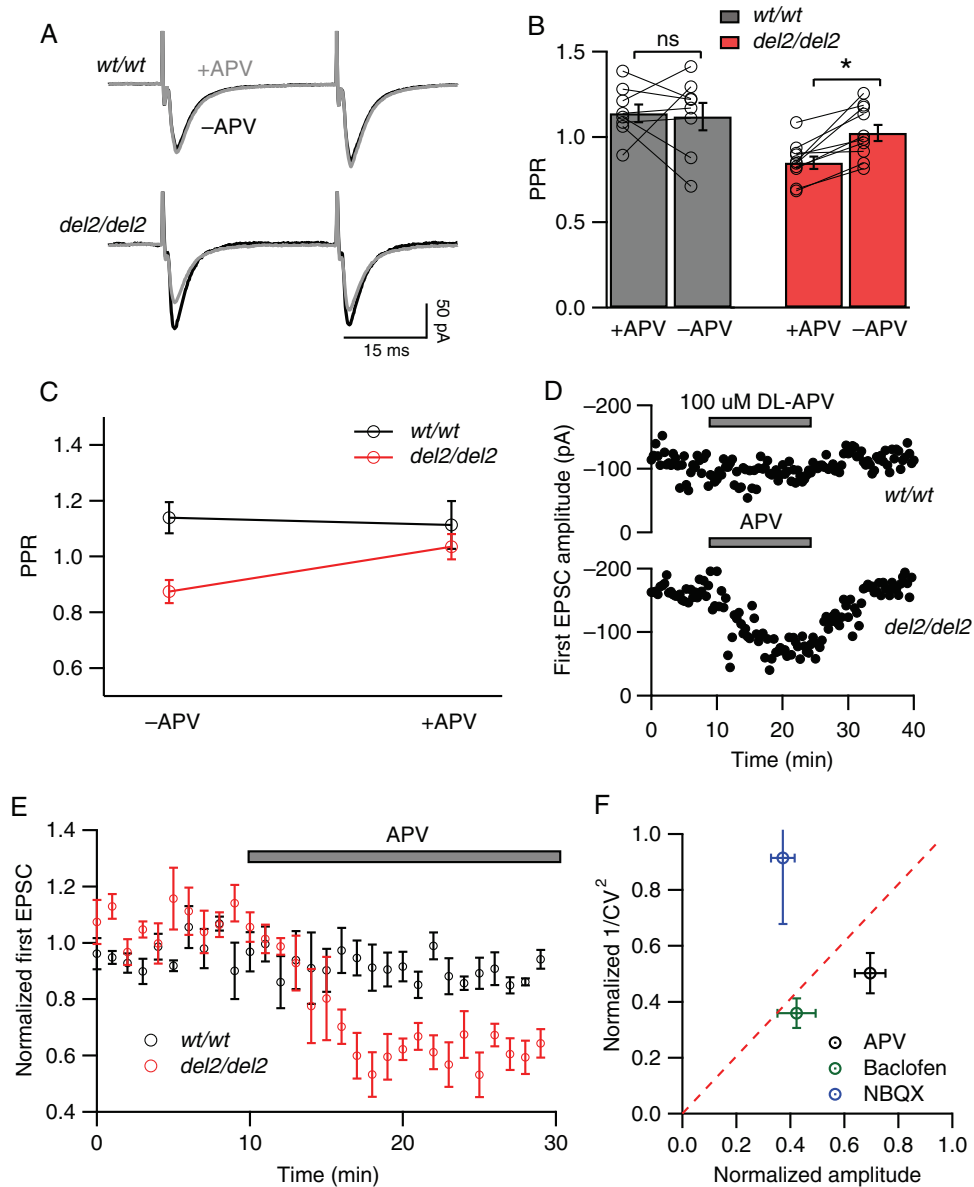 A
wt/wt
+APV
–APV
del2/del2
50 pA
15 ms
B
wt/wt
del2/del2
ns
*
PPR
1.5
1.0
0.5
0.0
+APV
–APV
+APV
–APV
C
wt/wt
del2/del2
PPR
1.4
1.2
1.0
0.8
0.6
–APV
+APV
D
100 uM DL-APV
First EPSC amplitude (pA)
–200
–100
0
wt/wt
APV
–200
–100
0
del2/del2
0
10
20
30
40
Time (min)
E
APV
Normalized first EPSC
1.4
1.2
1.0
0.8
0.6
0.4
wt/wt
del2/del2
0
10
20
30
Time (min)
F
Normalized 1/CV²
1.0
0.8
0.6
0.4
0.2
0.0
APV
Baclofen
NBQX
0.0
0.2
0.4
0.6
0.8
1.0
Normalized amplitude